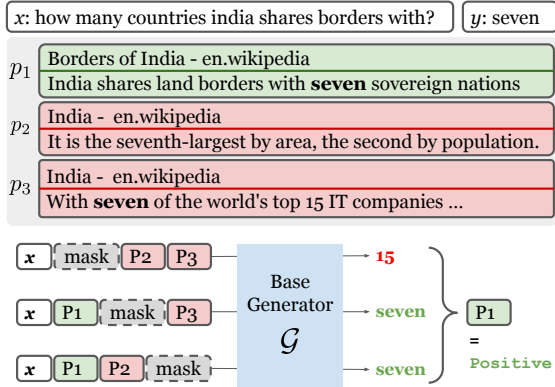 x: how many countries india shares borders with?
y: seven
p1
Borders of India - en.wikipedia
India shares land borders with seven sovereign nations
p2
India - en.wikipedia
It is the seventh-largest by area, the second by population.
p3
India - en.wikipedia
With seven of the world's top 15 IT companies ...
x mask P2 P3
15
x P1 mask P3
seven
x P1 P2 mask
seven
Base
Generator
G
P1
=
Positive